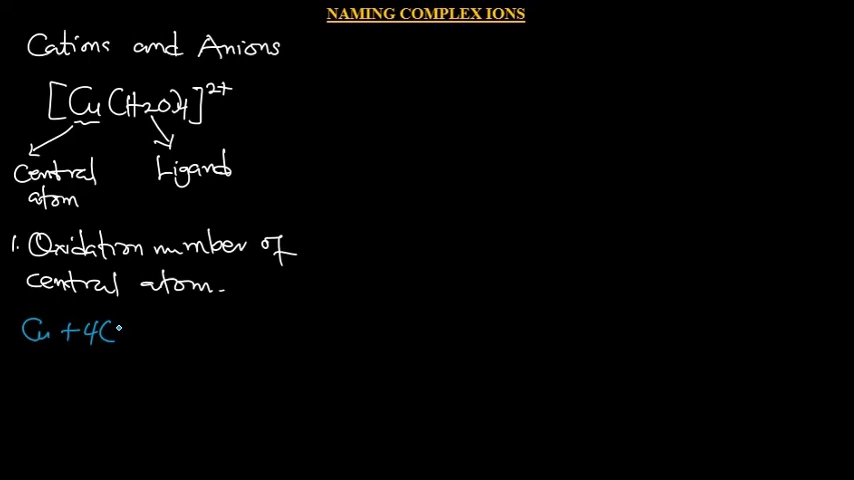 NAMING COMPLEX IONS
Cations and Anions
[Cu(H2O)4]²⁺
Central atom
Ligand
1. Oxidation number of
central atom.
Cu + 4(